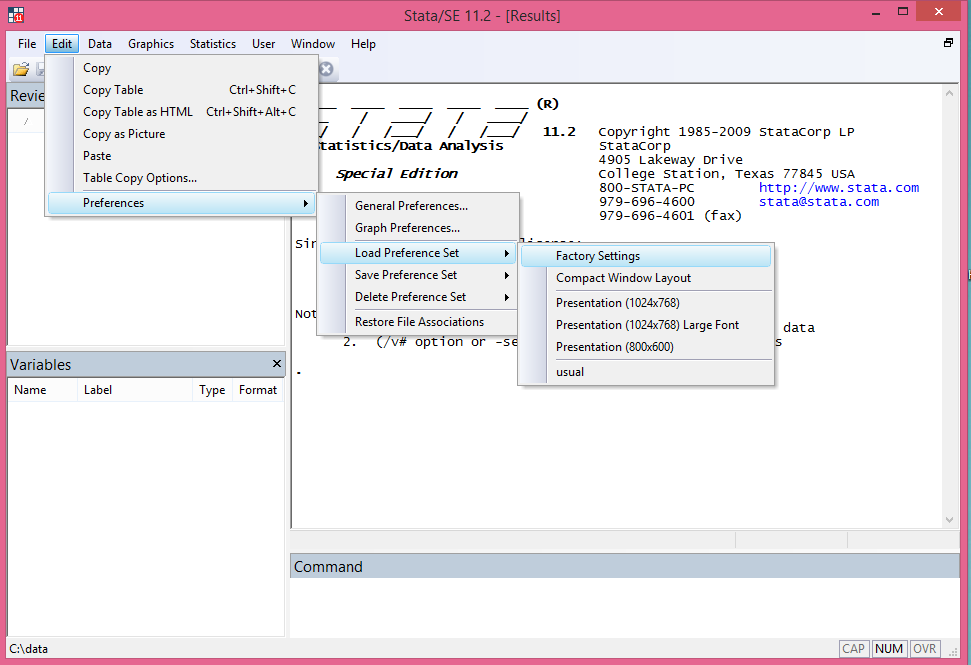 Stata/SE 11.2 - [Results]
File Edit Data Graphics Statistics User Window Help
Copy
Copy Table Ctrl+Shift+C
Copy Table as HTML Ctrl+Shift+Alt+C
Copy as Picture
Paste
Table Copy Options...
Preferences
General Preferences...
Graph Preferences...
Load Preference Set
Save Preference Set
Delete Preference Set
Restore File Associations
Factory Settings
Compact Window Layout
Presentation (1024x768)
Presentation (1024x768) Large Font
Presentation (800x600)
usual
(R)
11.2 Copyright 1985-2009 StataCorp LP
Statistics/Data Analysis StataCorp
4905 Lakeway Drive
Special Edition College Station, Texas 77845 USA
800-STATA-PC http://www.stata.com
979-696-4600 stata@stata.com
979-696-4601 (fax)
data
2. (/v# option or -se
.
Variables
Name Label Type Format
Command
C:\data
CAP NUM OVR